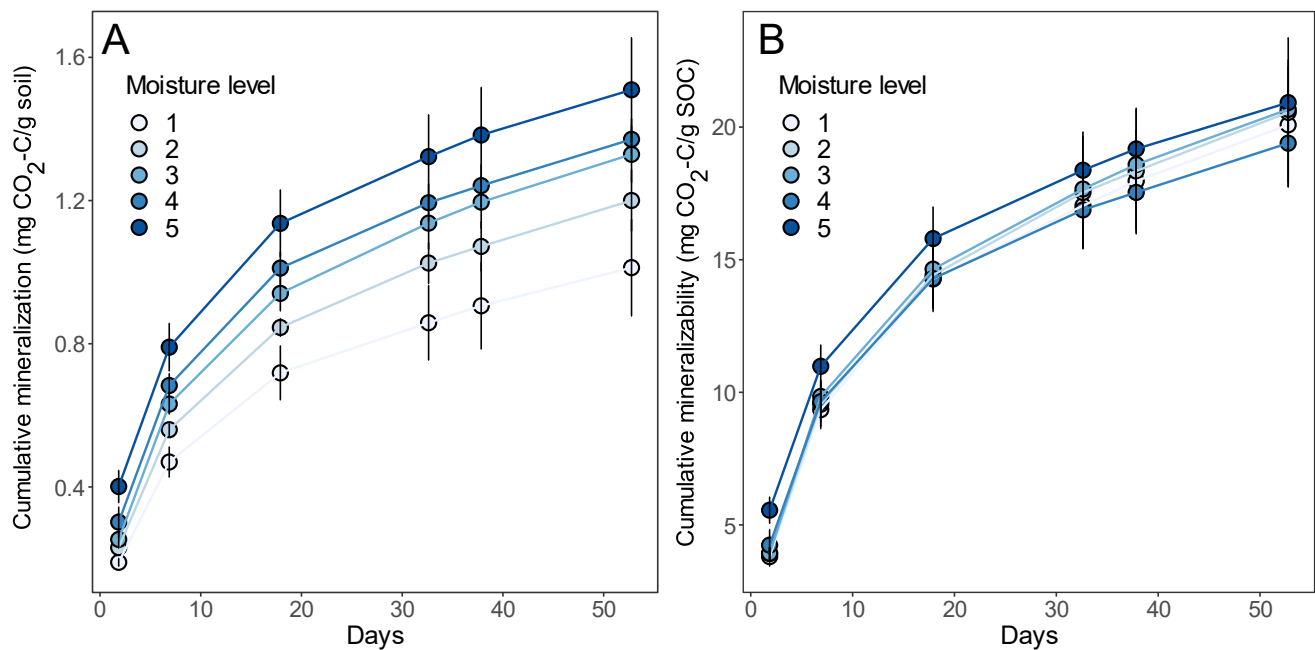 A
Cumulative mineralization (mg CO2-C/g soil)
1.6
1.2
0.8
0.4
Moisture level
1
2
3
4
5
0 10 20 30 40 50
Days
B
Cumulative mineralizability (mg CO2-C/g SOC)
20
15
10
5
Moisture level
1
2
3
4
5
0 10 20 30 40 50
Days